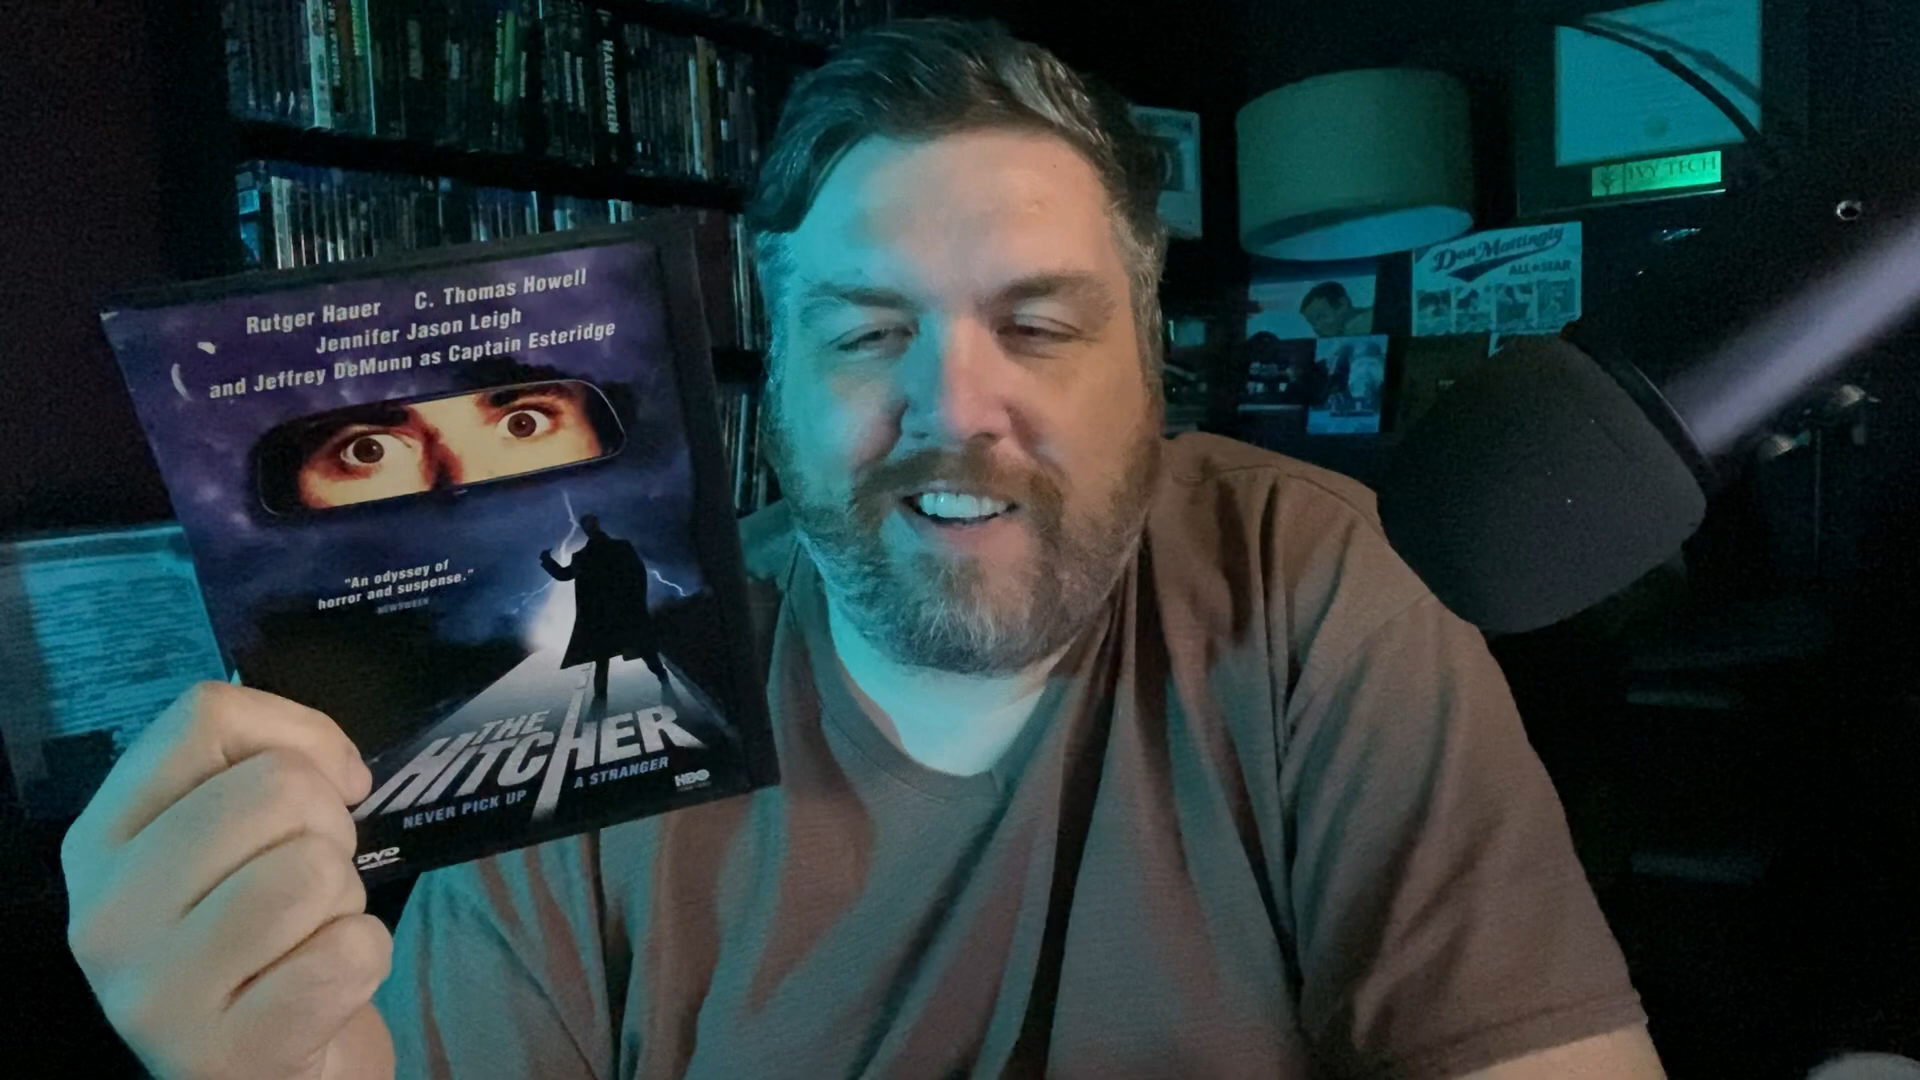 HALLOWEEN
IVY TECH
Don Mattingly
ALL★STAR
Rutger Hauer C. Thomas Howell
Jennifer Jason Leigh
and Jeffrey DeMunn as Captain Esteridge
"An odyssey of
horror and suspense."
NEWSWEEK
THE
HITCHER
NEVER PICK UP A STRANGER
HBO
DVD